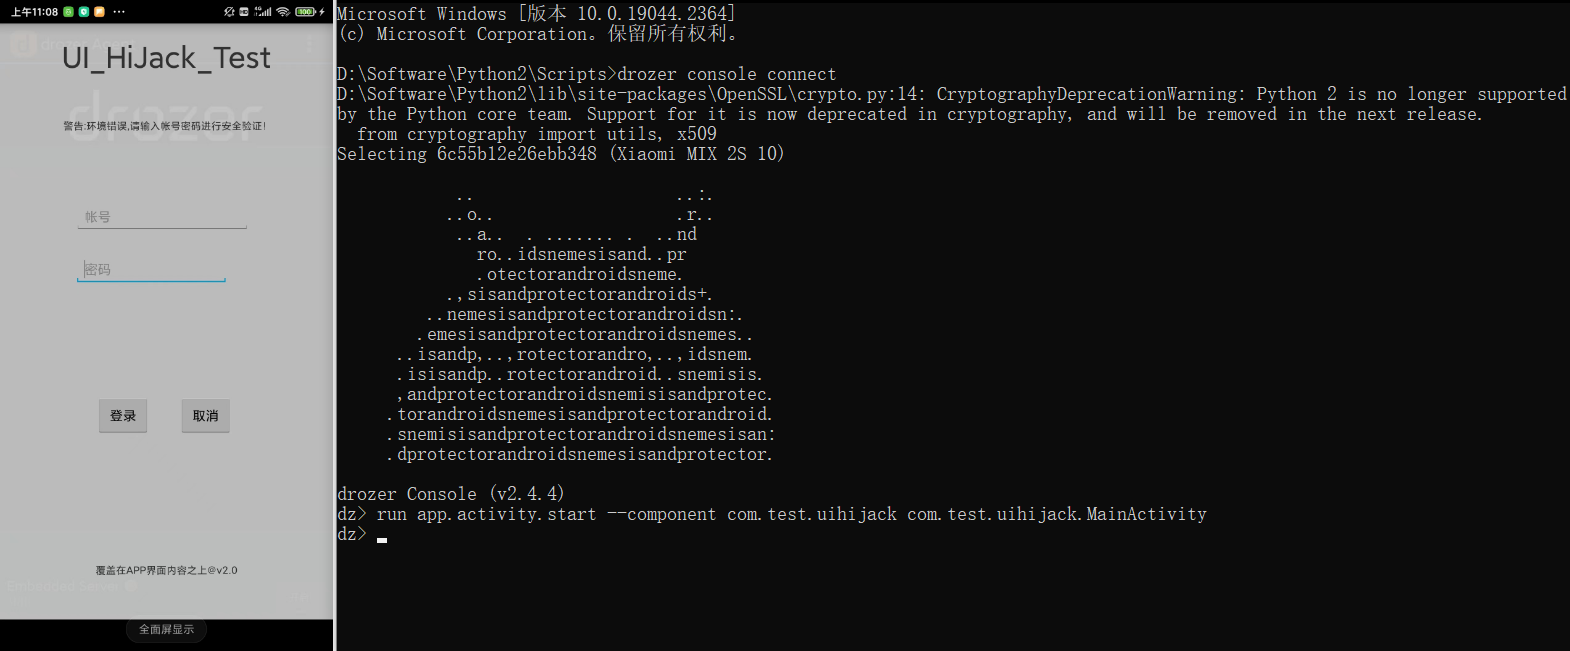 上午11:08
UI_HiJack_Test
drozer
警告:环境错误,请输入帐号密码进行安全验证!
帐号
密码
登录
取消
覆盖在APP界面内容之上@v2.0
全面屏显示
Microsoft Windows [版本 10.0.19044.2364]
(c) Microsoft Corporation。保留所有权利。
D:\Software\Python2\Scripts>drozer console connect
D:\Software\Python2\lib\site-packages\OpenSSL\crypto.py:14: CryptographyDeprecationWarning: Python 2 is no longer supported
by the Python core team. Support for it is now deprecated in cryptography, and will be removed in the next release.
from cryptography import utils, x509
Selecting 6c55b12e26ebb348 (Xiaomi MIX 2S 10)
..                    ..:.
..o..                  .r..
..a..  . ....... .  ..nd
ro..idsnemesisand..pr
.otectorandroidsneme.
.,sisandprotectorandroids+.
..nemesisandprotectorandroidsn:.
.emesisandprotectorandroidsnemes..
..isandp,..,rotectorandro,..,idsnem.
.isisandp..rotectorandroid..snemisis.
,andprotectorandroidsnemisisandprotec.
.torandroidsnemesisandprotectorandroid.
.snemisisandprotectorandroidsnemesisan:
.dprotectorandroidsnemesisandprotector.
drozer Console (v2.4.4)
dz> run app.activity.start --component com.test.uihijack com.test.uihijack.MainActivity
dz>